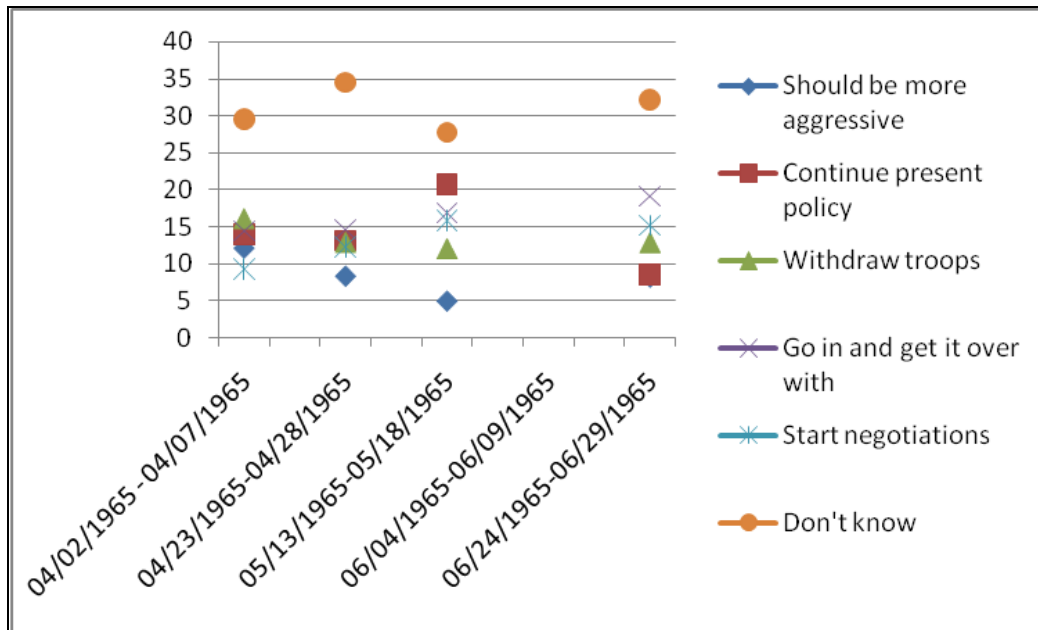 40
35
30
25
20
15
10
5
0
04/02/1965 - 04/07/1965
04/23/1965-04/28/1965
05/13/1965-05/18/1965
06/04/1965-06/09/1965
06/24/1965-06/29/1965
Should be more
aggressive
Continue present
policy
Withdraw troops
Go in and get it over
with
Start negotiations
Don't know